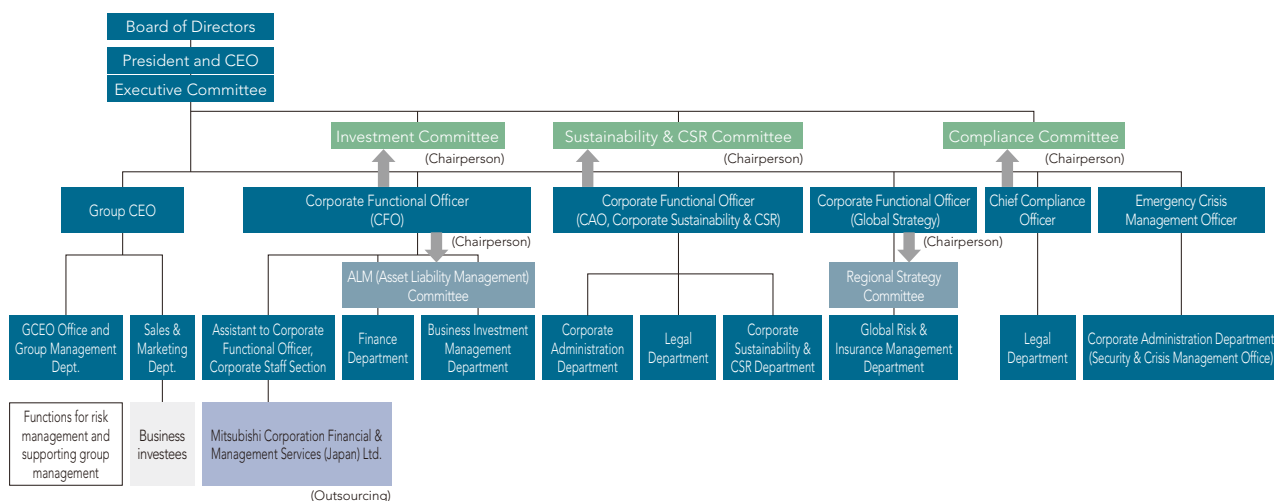 Board of Directors
President and CEO
Executive Committee
Investment Committee
(Chairperson)
Sustainability & CSR Committee
(Chairperson)
Compliance Committee
(Chairperson)
Group CEO
Corporate Functional Officer
(CFO)
(Chairperson)
Corporate Functional Officer
(CAO, Corporate Sustainability & CSR)
Corporate Functional Officer
(Global Strategy)
(Chairperson)
Chief Compliance
Officer
Emergency Crisis
Management Officer
ALM (Asset Liability Management)
Committee
Regional Strategy
Committee
GCEO Office and
Group Management
Dept.
Sales &
Marketing
Dept.
Assistant to Corporate
Functional Officer,
Corporate Staff Section
Finance
Department
Business Investment
Management
Department
Corporate
Administration
Department
Legal
Department
Corporate
Sustainability &
CSR Department
Global Risk &
Insurance Management
Department
Legal
Department
Corporate Administration Department
(Security & Crisis Management Office)
Functions for risk
management and
supporting group
management
Business
investees
Mitsubishi Corporation Financial &
Management Services (Japan) Ltd.
(Outsourcing)